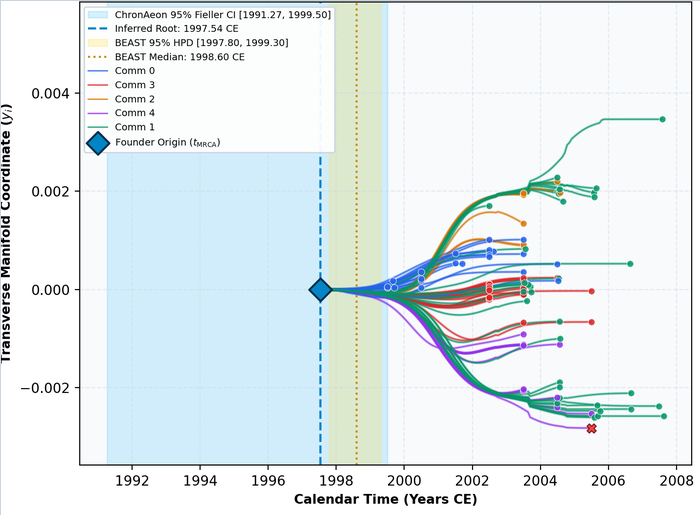 ChronAeon 95% Fieller CI [1991.27, 1999.50]
Inferred Root: 1997.54 CE
BEAST 95% HPD [1997.80, 1999.30]
BEAST Median: 1998.60 CE
Comm 0
Comm 3
Comm 2
Comm 4
Comm 1
Founder Origin (tMRCA)
Transverse Manifold Coordinate (yi)
0.004
0.002
0.000
−0.002
1992 1994 1996 1998 2000 2002 2004 2006 2008
Calendar Time (Years CE)